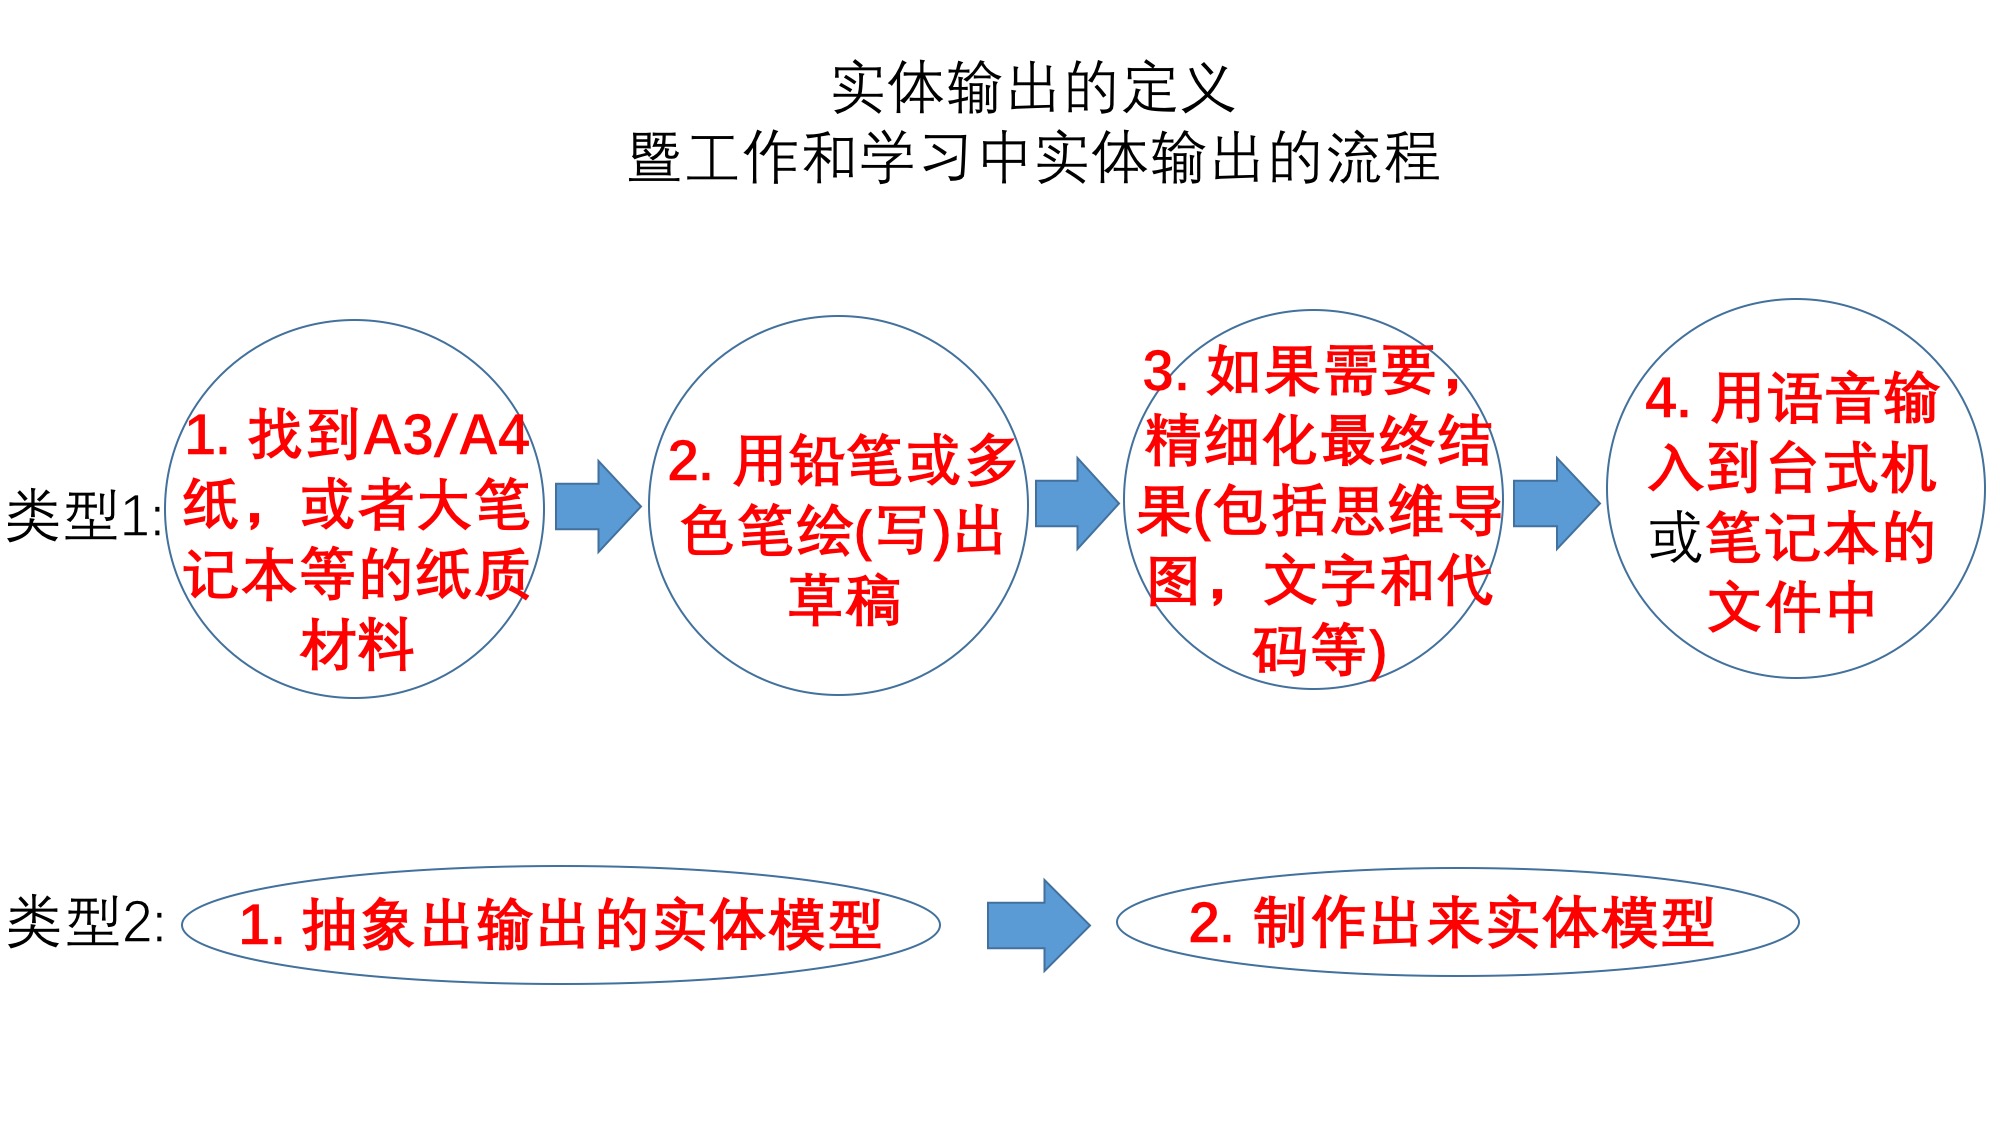 实体输出的定义
暨工作和学习中实体输出的流程
类型1:
1. 找到A3/A4
纸，或者大笔
记本等的纸质
材料
2. 用铅笔或多
色笔绘(写)出
草稿
3. 如果需要，
精细化最终结
果(包括思维导
图，文字和代
码等)
4. 用语音输
入到台式机
或笔记本的
文件中
类型2:
1. 抽象出输出的实体模型
2. 制作出来实体模型